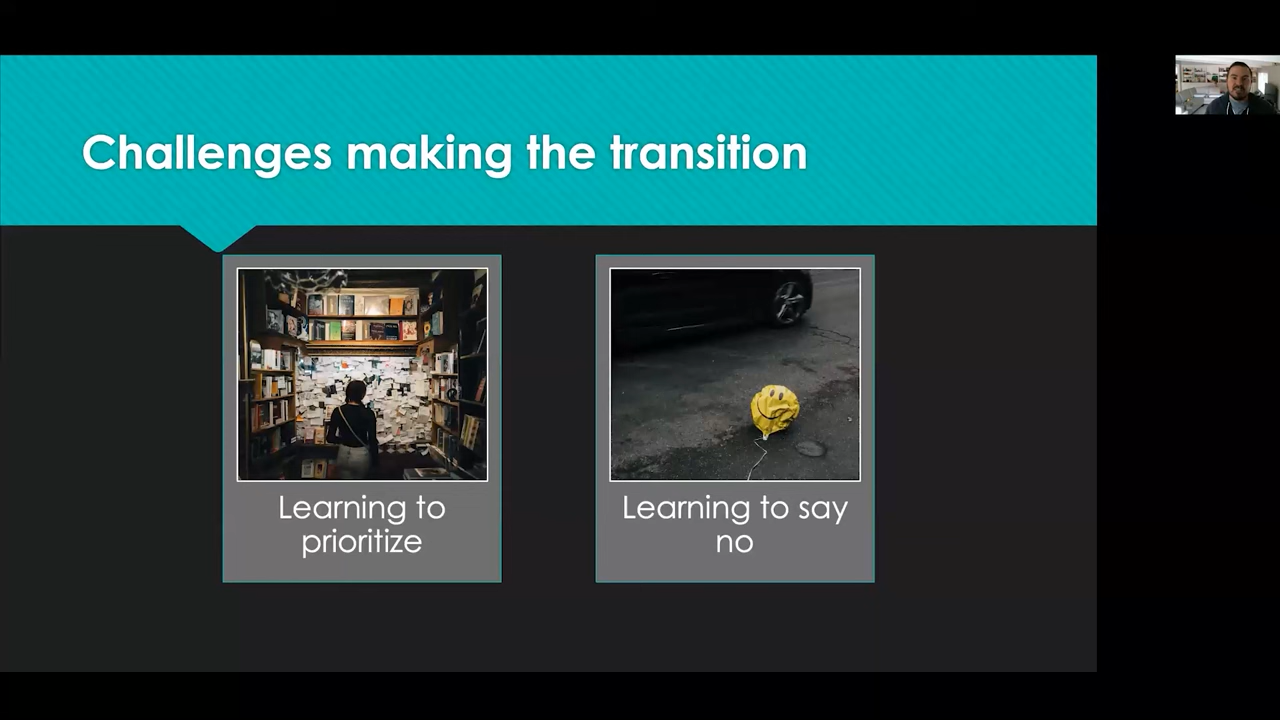 Challenges making the transition
Learning to
prioritize
Learning to say
no